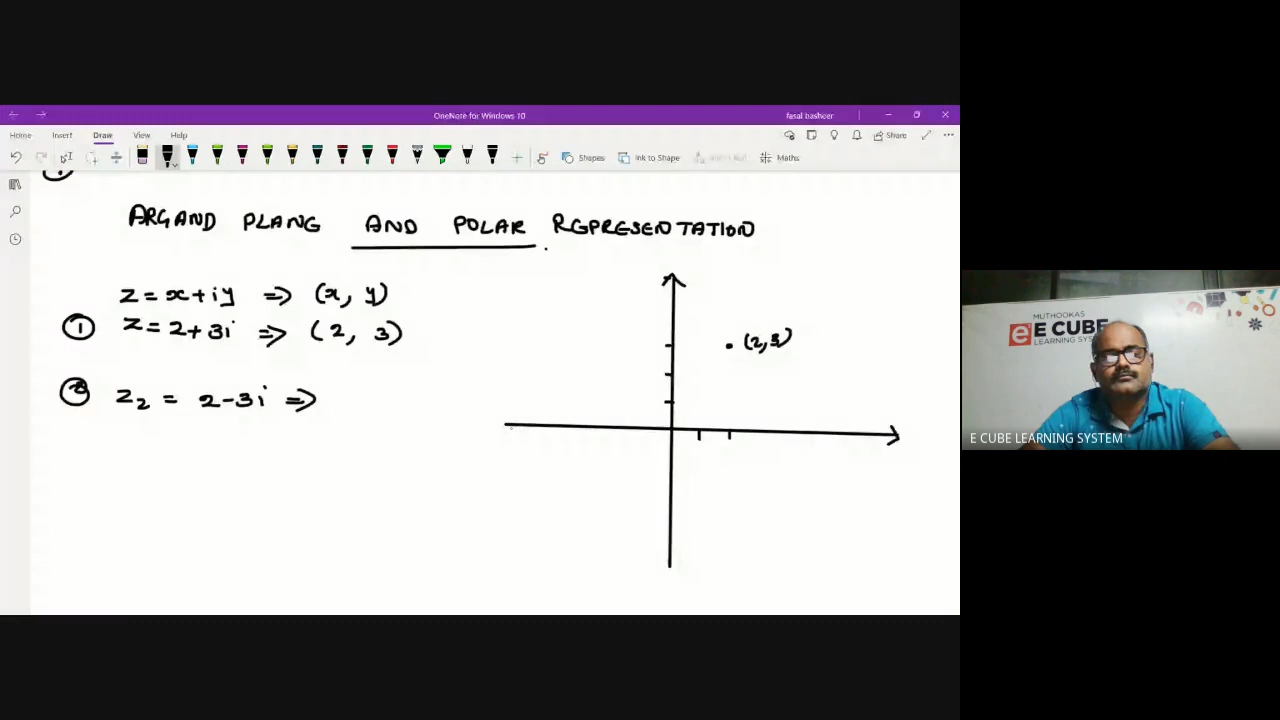 OneNote for Windows 10
fasal basheer
Home Insert Draw View Help
Share
Shapes
Ink to Shape
Maths
ARGAND PLANG AND POLAR RGPRESENTATION
z = x+iy ⇒ (x, y)
① z = 2+3i ⇒ (2, 3)
② z₂ = 2-3i ⇒
(2,3)
MUTHOOKAS
e E CUBE
LEARNING SYSTEM
E CUBE LEARNING SYSTEM